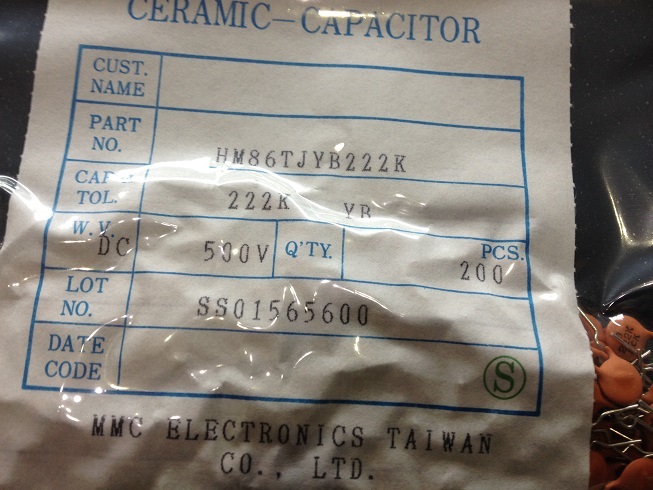 CERAMIC-CAPACITOR
CUST.
NAME
PART
NO.
HM86TJYB222K
CAP.
TOL.
222K YB
W.V.
DC 500V Q'TY. PCS.
200
LOT
NO.
SS01565600
DATE
CODE
S
MMC ELECTRONICS TAIWAN
CO., LTD.